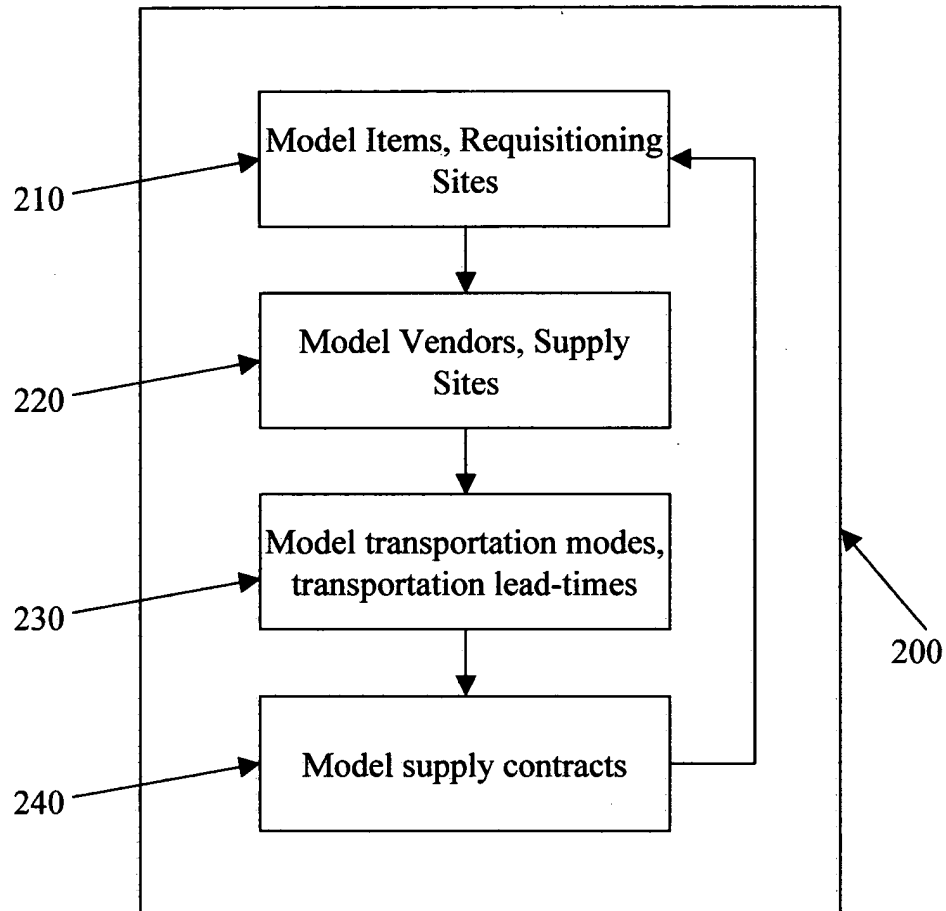 Model Items, Requisitioning
Sites
210
Model Vendors, Supply
Sites
220
Model transportation modes,
transportation lead-times
230
200
Model supply contracts
240